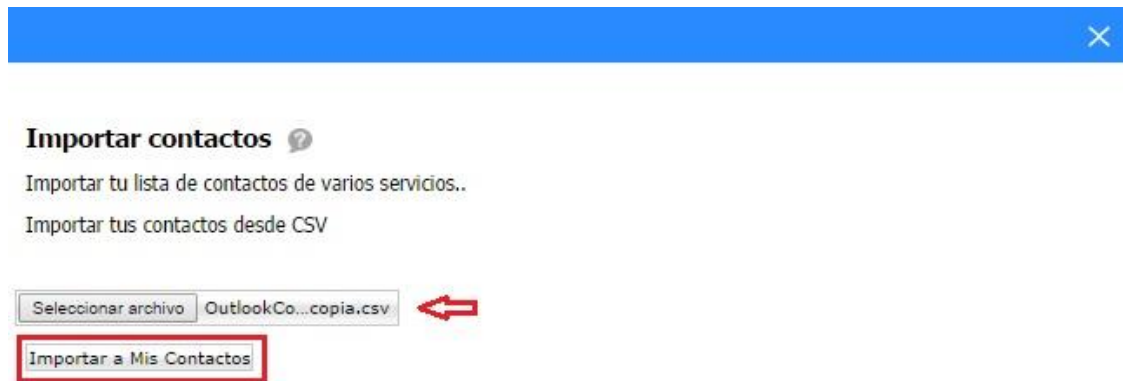 Importar contactos
Importar tu lista de contactos de varios servicios..
Importar tus contactos desde CSV
Seleccionar archivo OutlookCo...copia.csv
Importar a Mis Contactos